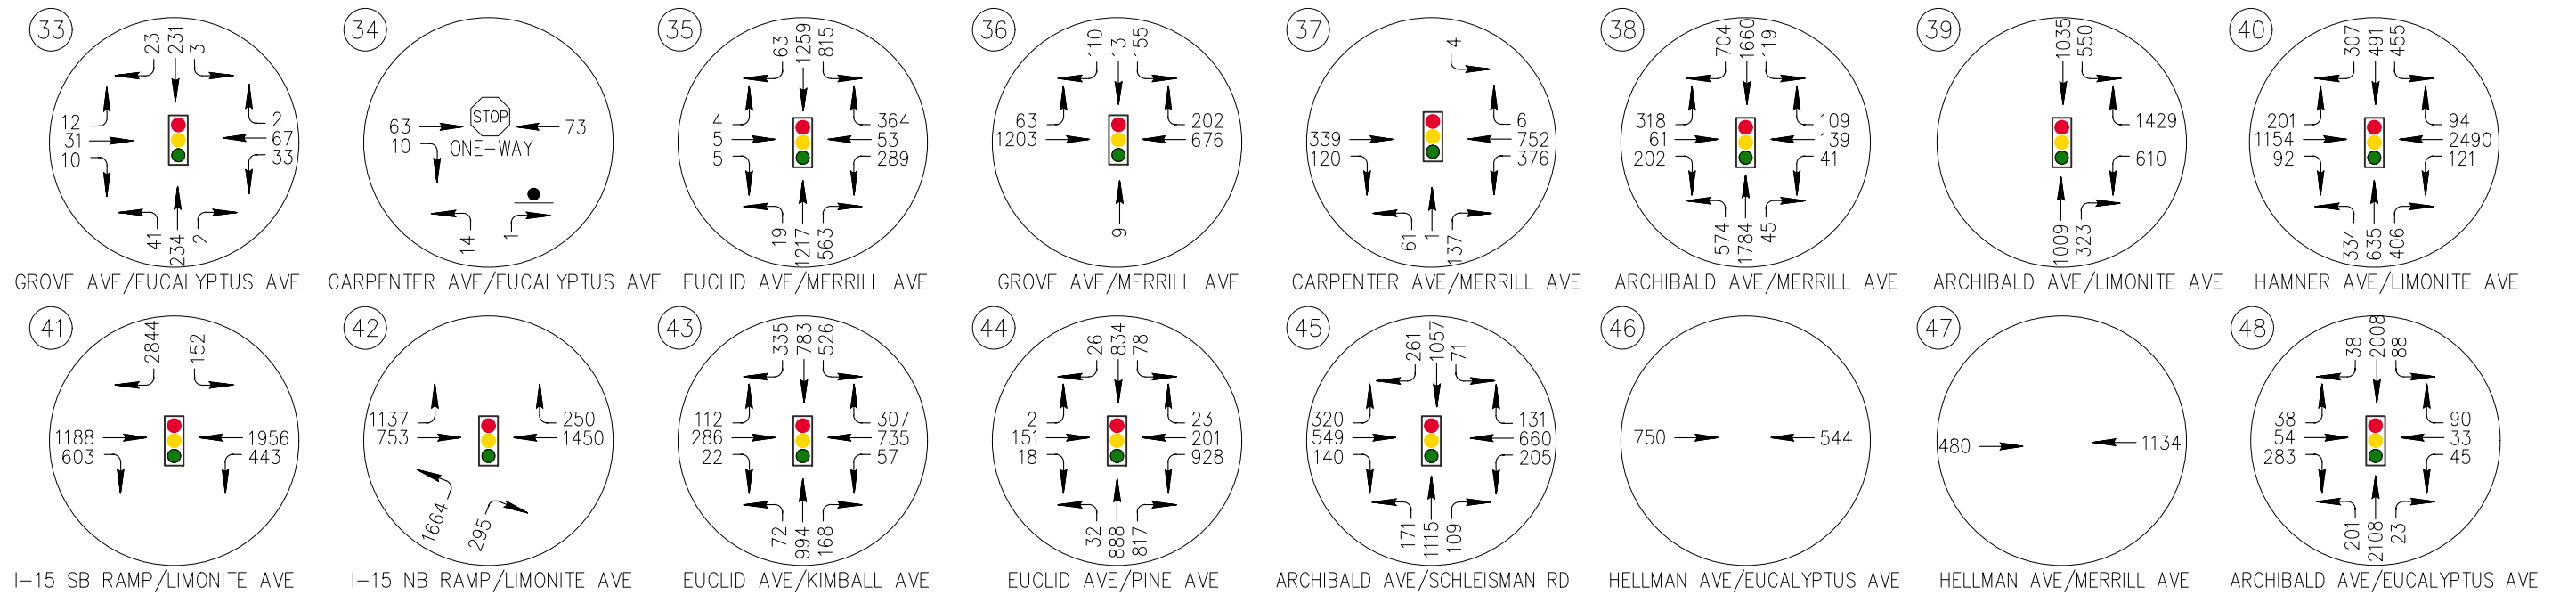 33
23 231 3
12
31
10
2
67
33
41 234 2
GROVE AVE/EUCALYPTUS AVE
34
STOP
ONE-WAY
63
10
73
14 1
CARPENTER AVE/EUCALYPTUS AVE
35
63 1259 815
4
5
5
364
53
289
19 1217 563
EUCLID AVE/MERRILL AVE
36
110 13 155
63
1203
202
676
9
GROVE AVE/MERRILL AVE
37
4
339
120
6
752
376
61 1 137
CARPENTER AVE/MERRILL AVE
38
704 1660 119
318
61
202
109
139
41
574 1784 45
ARCHIBALD AVE/MERRILL AVE
39
1035 550
1429
610
1009 323
ARCHIBALD AVE/LIMONITE AVE
40
307 491 455
201
1154
92
94
2490
121
334 635 406
HAMNER AVE/LIMONITE AVE
41
2844 152
1188
603
1956
443
I-15 SB RAMP/LIMONITE AVE
42
1137
753
250
1450
1664 295
I-15 NB RAMP/LIMONITE AVE
43
335 783 526
112
286
22
307
735
57
72 994 168
EUCLID AVE/KIMBALL AVE
44
26 834 78
2
151
18
23
201
928
32 888 817
EUCLID AVE/PINE AVE
45
261 1057 71
320
549
140
131
660
205
171 1115 109
ARCHIBALD AVE/SCHLEISMAN RD
46
750
544
HELLMAN AVE/EUCALYPTUS AVE
47
480
1134
HELLMAN AVE/MERRILL AVE
48
38 2008 88
38
54
283
90
33
45
201 2108 23
ARCHIBALD AVE/EUCALYPTUS AVE